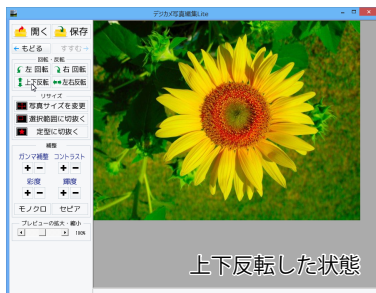 デジカメ写真編集Lite
開く 保存
もどる すすむ
回転・反転
左 回転 右 回転
上下反転 左右反転
リサイズ
写真サイズを変更
選択範囲に切抜く
定型に切抜く
補整
ガンマ補整 コントラスト
+ - + -
彩度 輝度
+ - + -
モノクロ セピア
プレビューの拡大・縮小
100%
上下反転した状態